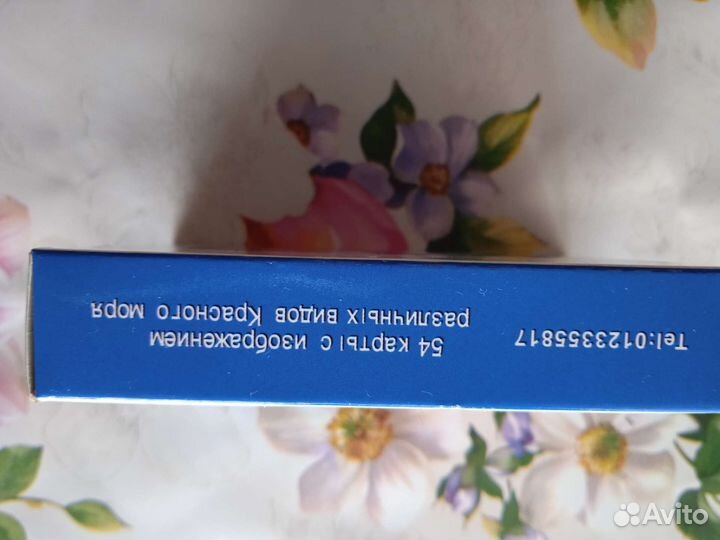 54 карты с изображением
различных видов Красного моря
Tel:0123355817
Avito